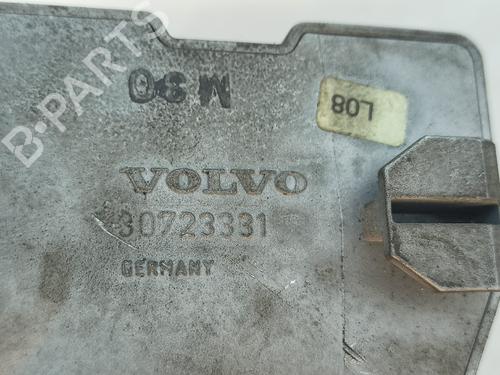 B-PARTS
M30
L08
VOLVO
30723331
GERMANY